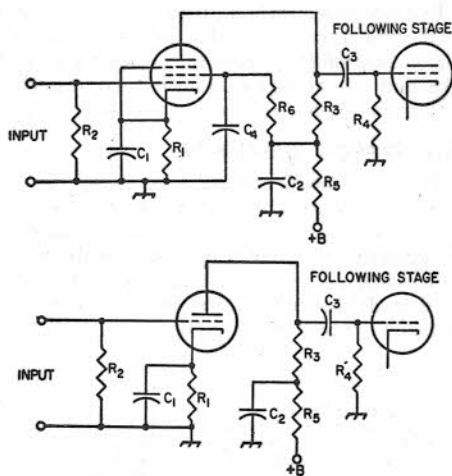 FOLLOWING STAGE
C3
R6
R3
R4
INPUT
R2
C1
R1
C4
C2
R5
+B
FOLLOWING STAGE
C3
R3
R'4
INPUT
R2
C1
R1
C2
R5
+B